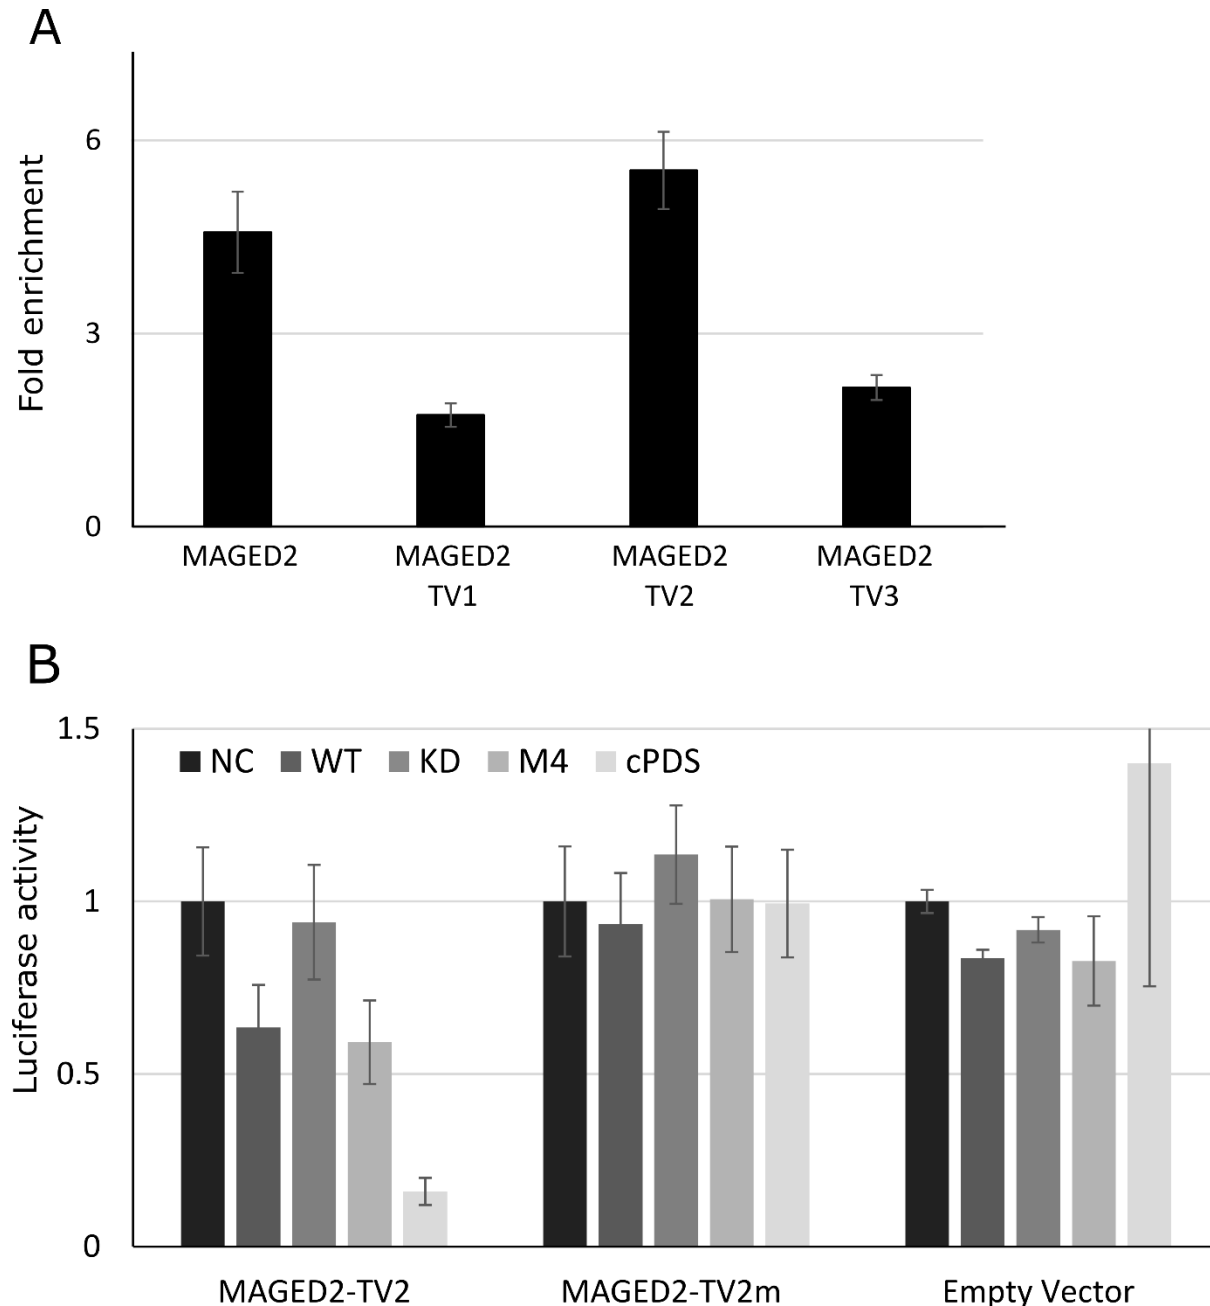 A
Fold enrichment
6
3
0
MAGED2
MAGED2
TV1
MAGED2
TV2
MAGED2
TV3
B
Luciferase activity
1.5
1
0.5
0
NC WT KD M4 cPDS
MAGED2-TV2 MAGED2-TV2m Empty Vector